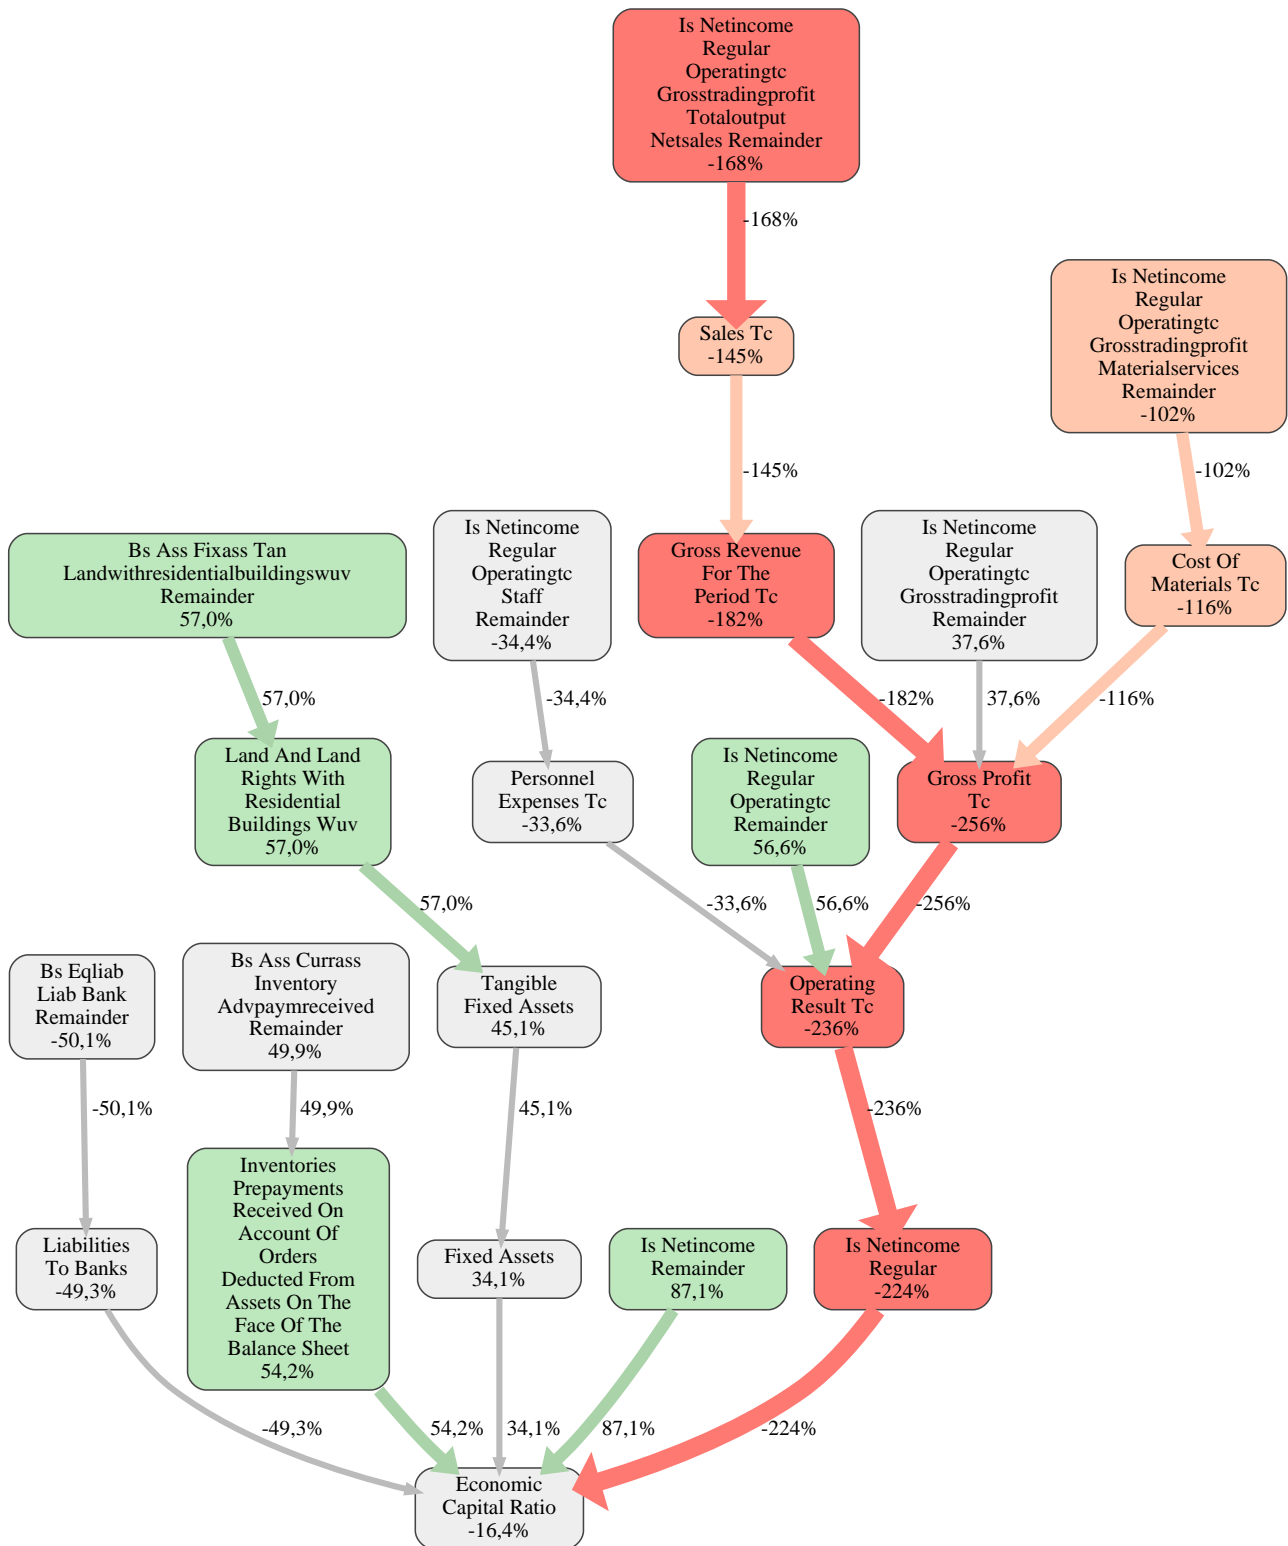 Is Netincome
Regular
Operatingtc
Grosstradingprofit
Totaloutput
Netsales Remainder
-168%
-168%
Is Netincome
Regular
Operatingtc
Grosstradingprofit
Materialservices
Remainder
-102%
Sales Tc
-145%
-145%
-102%
Bs Ass Fixass Tan
Landwithresidentialbuildingswuv
Remainder
57,0%
Is Netincome
Regular
Operatingtc
Staff
Remainder
-34,4%
Gross Revenue
For The
Period Tc
-182%
Is Netincome
Regular
Operatingtc
Grosstradingprofit
Remainder
37,6%
Cost Of
Materials Tc
-116%
57,0%
-34,4%
-182%
37,6%
-116%
Land And Land
Rights With
Residential
Buildings Wuv
57,0%
Personnel
Expenses Tc
-33,6%
Is Netincome
Regular
Operatingtc
Remainder
56,6%
Gross Profit
Tc
-256%
57,0%
-33,6%
56,6%
-256%
Bs Eqliab
Liab Bank
Remainder
-50,1%
Bs Ass Currass
Inventory
Advpaymreceived
Remainder
49,9%
Tangible
Fixed Assets
45,1%
Operating
Result Tc
-236%
-50,1%
49,9%
45,1%
-236%
Liabilities
To Banks
-49,3%
Inventories
Prepayments
Received On
Account Of
Orders
Deducted From
Assets On The
Face Of The
Balance Sheet
54,2%
Fixed Assets
34,1%
Is Netincome
Remainder
87,1%
Is Netincome
Regular
-224%
-49,3%
54,2%
34,1%
87,1%
-224%
Economic
Capital Ratio
-16,4%